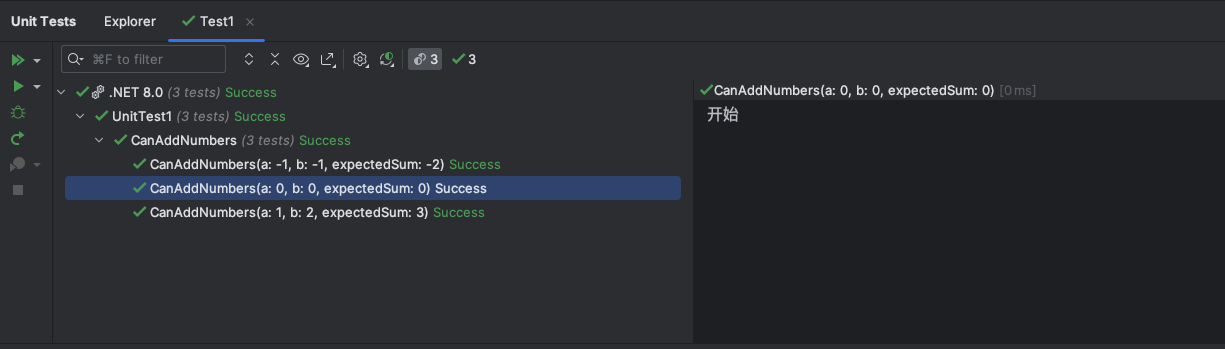 Unit Tests Explorer Test1 ×
⌘F to filter 3 3
.NET 8.0 (3 tests) Success
UnitTest1 (3 tests) Success
CanAddNumbers (3 tests) Success
CanAddNumbers(a: -1, b: -1, expectedSum: -2) Success
CanAddNumbers(a: 0, b: 0, expectedSum: 0) Success
CanAddNumbers(a: 1, b: 2, expectedSum: 3) Success
CanAddNumbers(a: 0, b: 0, expectedSum: 0) [0 ms]
开始